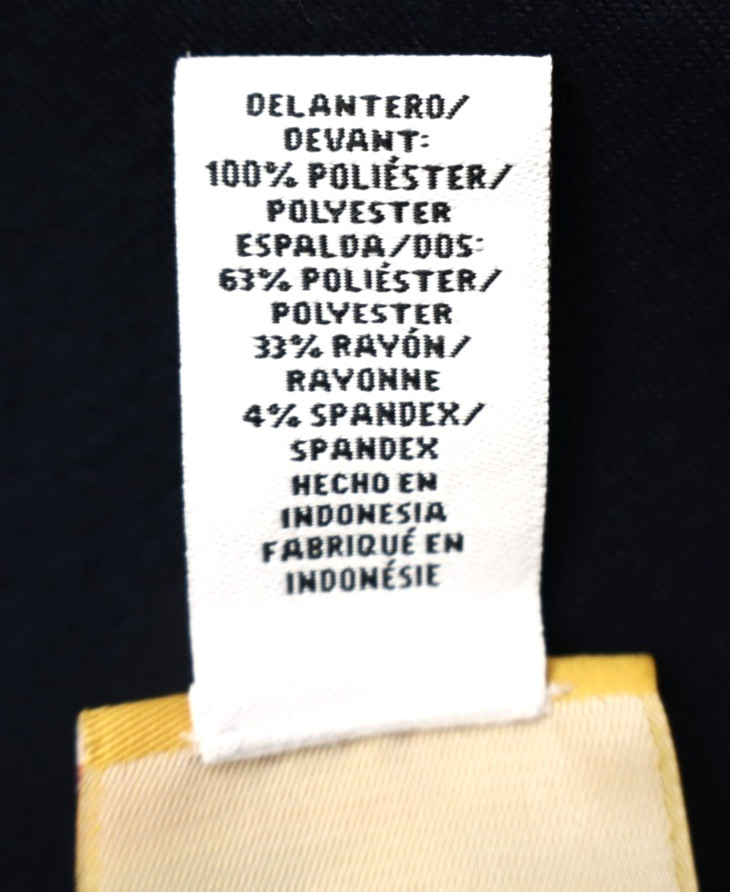 DELANTERO/
DEVANT:
100% POLIÉSTER/
POLYESTER
ESPALDA/DOS:
63% POLIÉSTER/
POLYESTER
33% RAYÓN/
RAYONNE
4% SPANDEX/
SPANDEX
HECHO EN
INDONESIA
FABRIQUÉ EN
INDONÉSIE